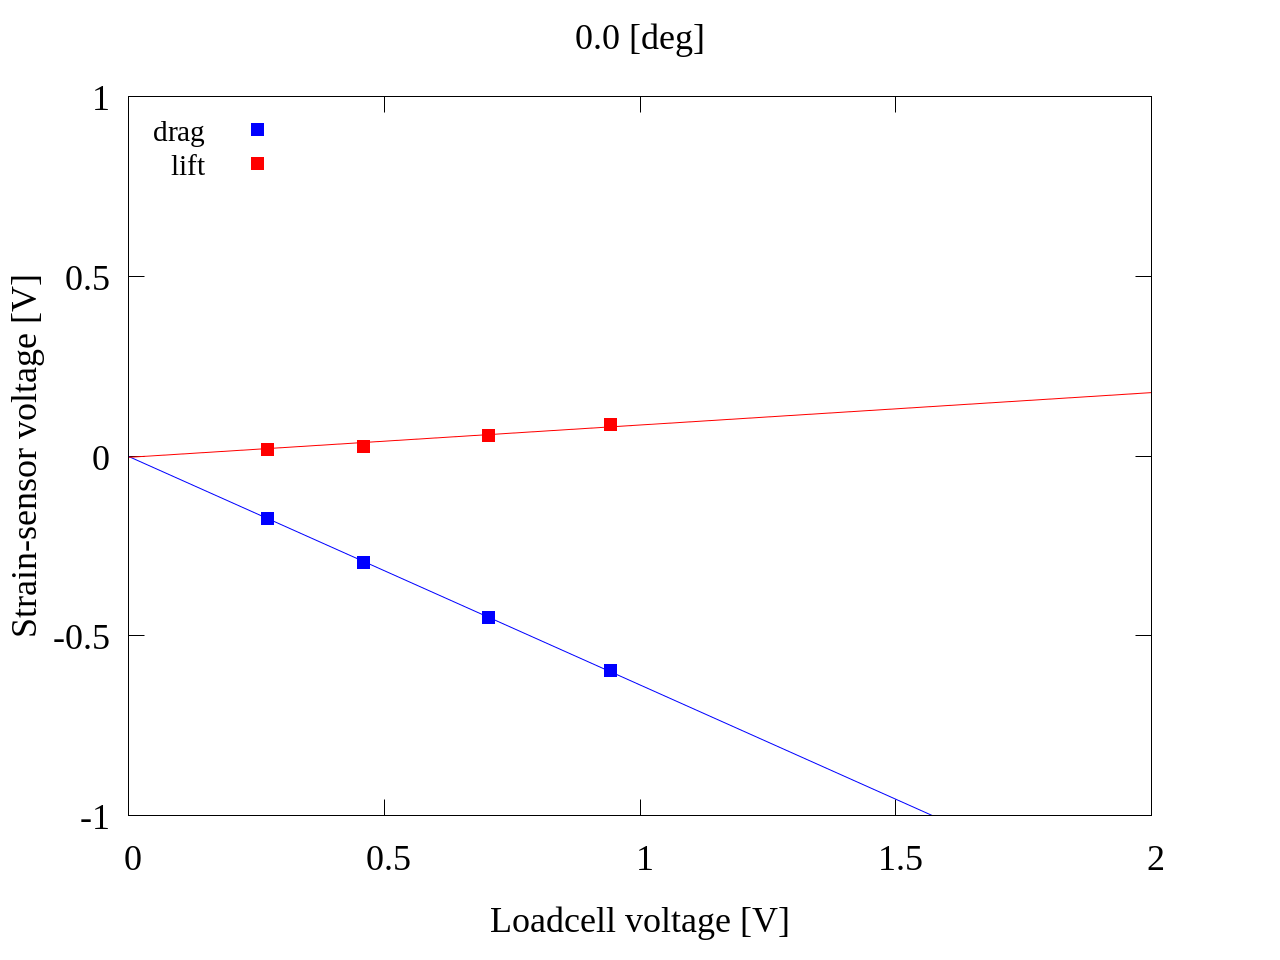 0.0 [deg]
drag
lift
1
0.5
0
-0.5
-1
Strain-sensor voltage [V]
0 0.5 1 1.5 2
Loadcell voltage [V]